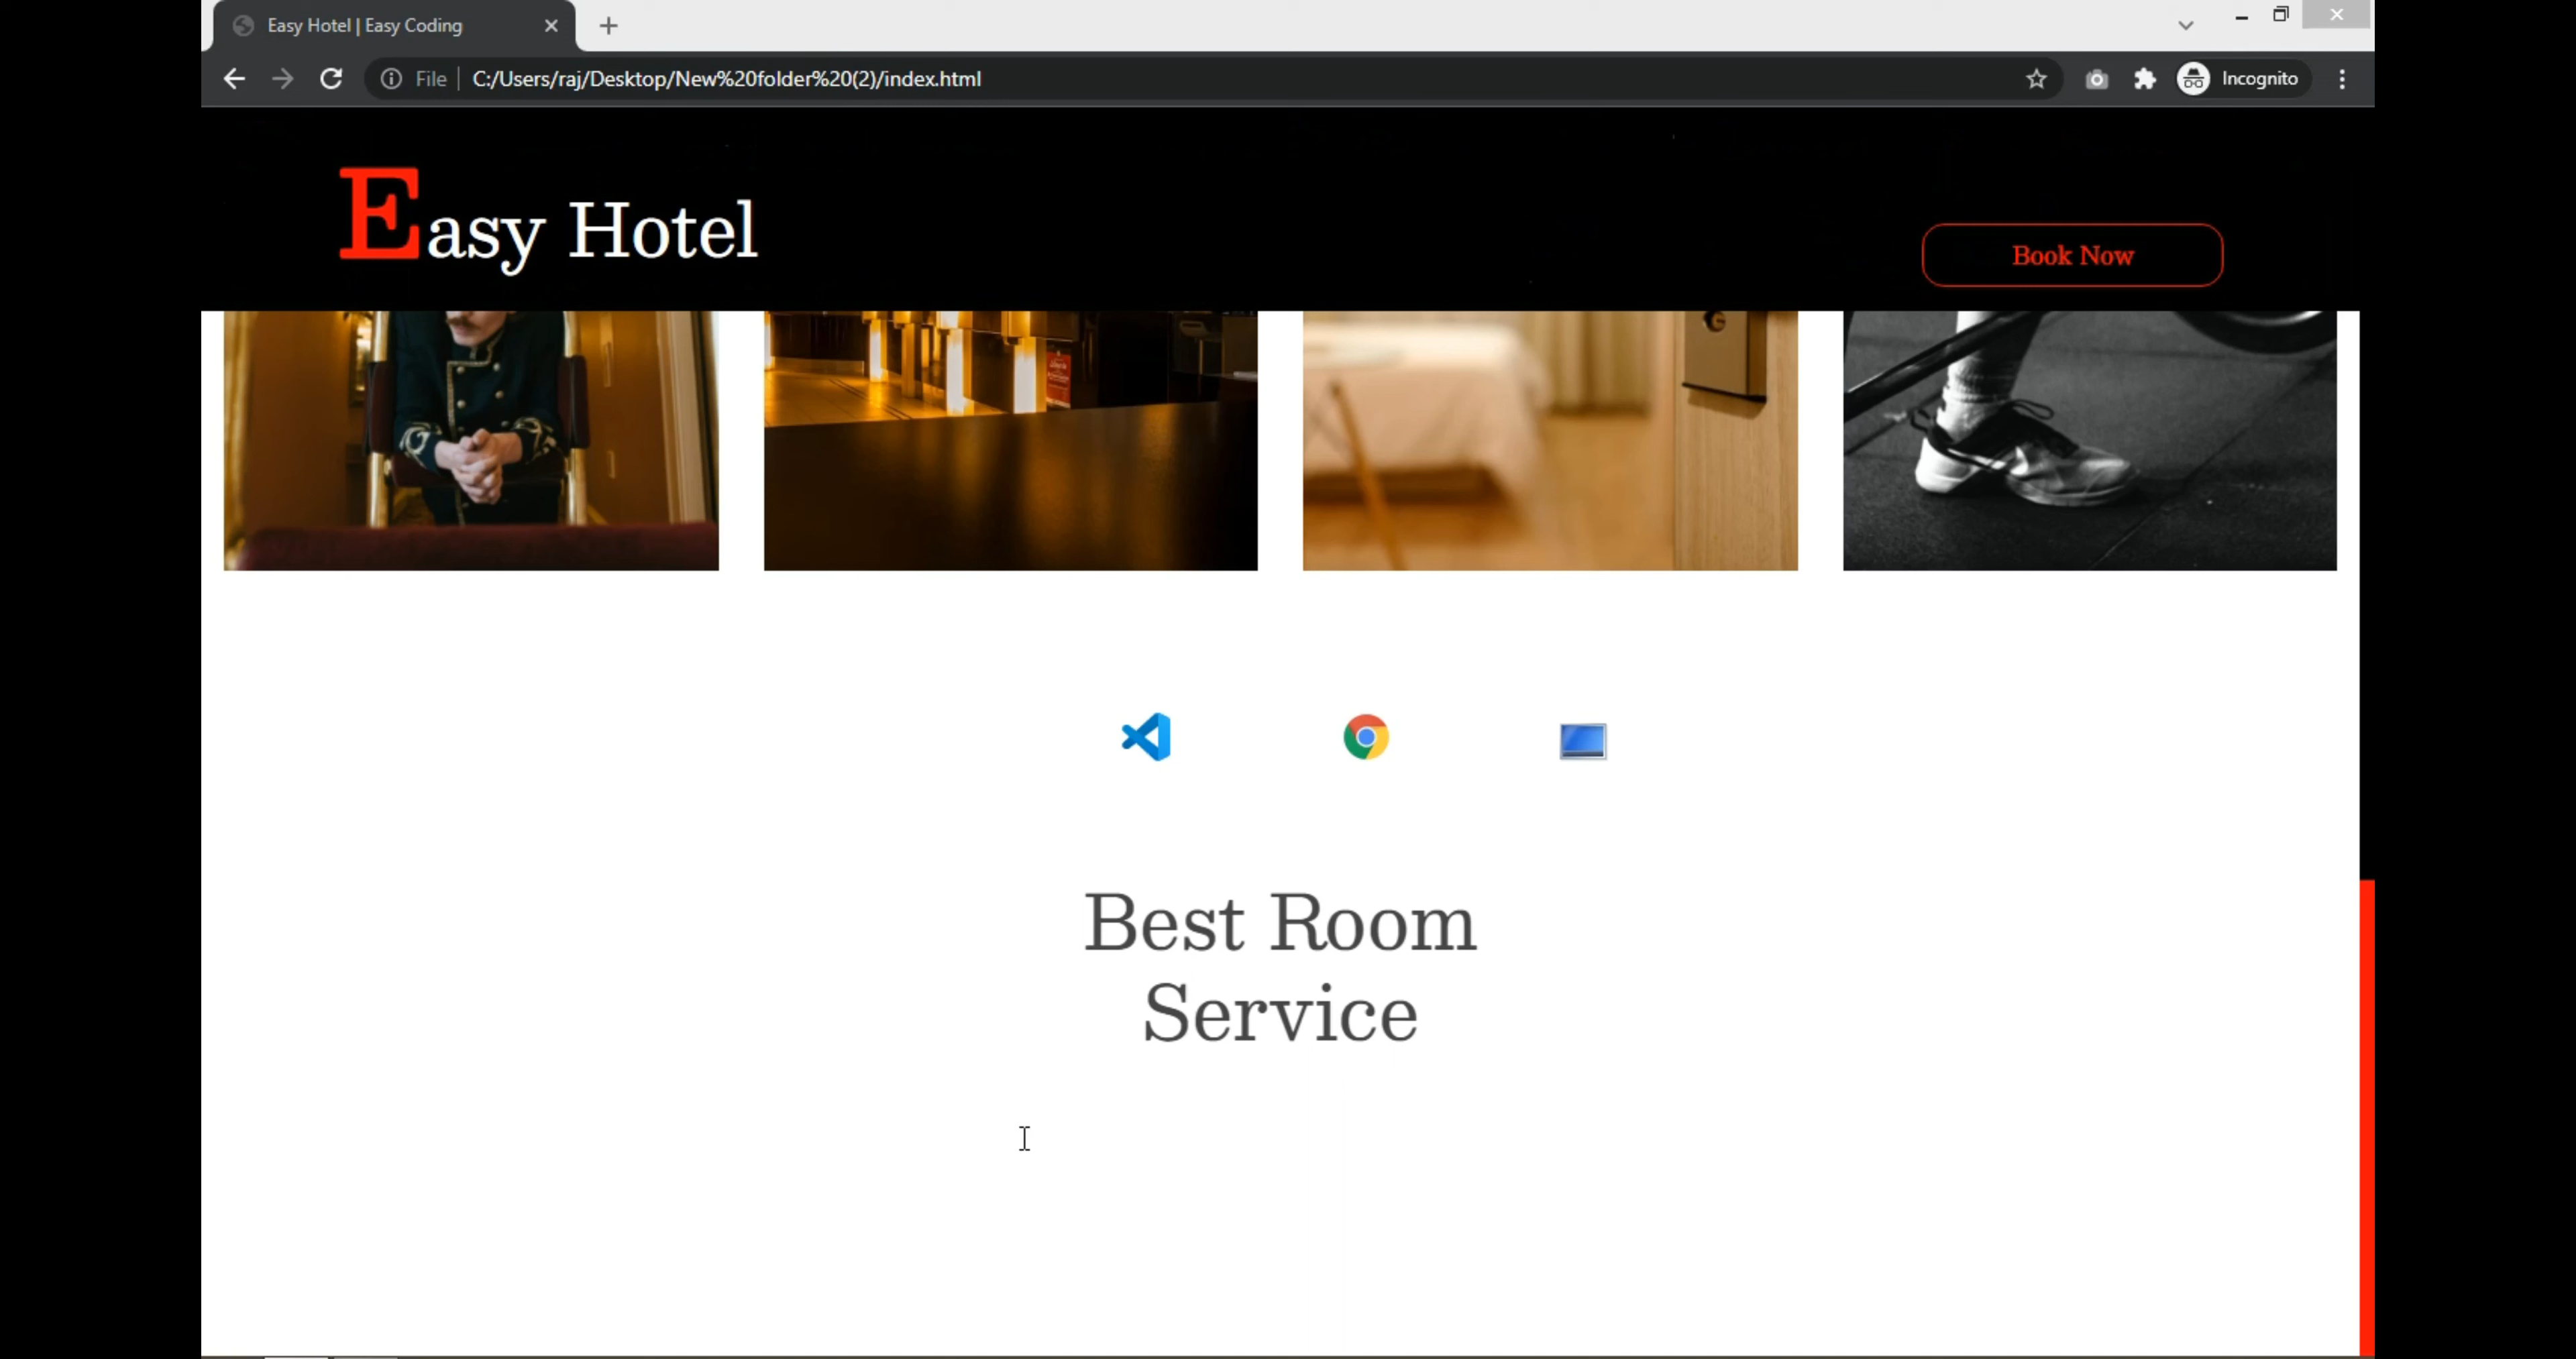 Easy Hotel | Easy Coding
File
C:/Users/raj/Desktop/New%20folder%20(2)/index.html
Incognito
Easy Hotel
Book Now
Best Room
Service